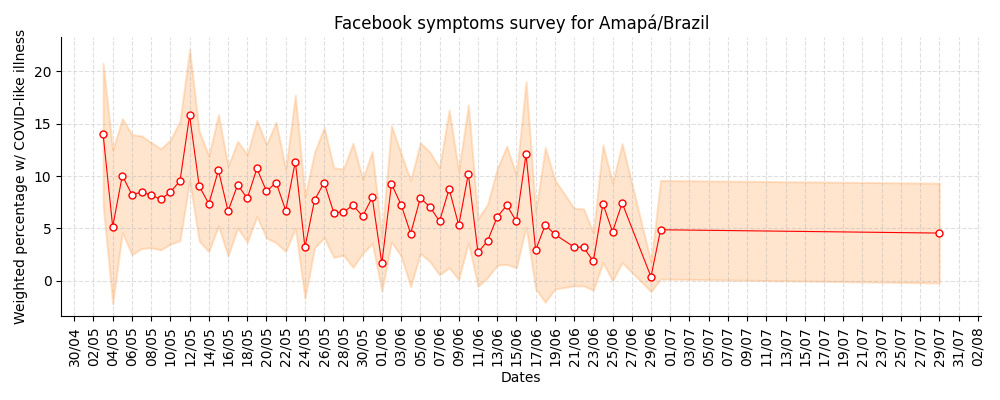 Facebook symptoms survey for Amapá/Brazil
Weighted percentage w/ COVID-like illness
20
15
10
5
0
30/04 02/05 04/05 06/05 08/05 10/05 12/05 14/05 16/05 18/05 20/05 22/05 24/05 26/05 28/05 30/05 01/06 03/06 05/06 07/06 09/06 11/06 13/06 15/06 17/06 19/06 21/06 23/06 25/06 27/06 29/06 01/07 03/07 05/07 07/07 09/07 11/07 13/07 15/07 17/07 19/07 21/07 23/07 25/07 27/07 29/07 31/07 02/08
Dates